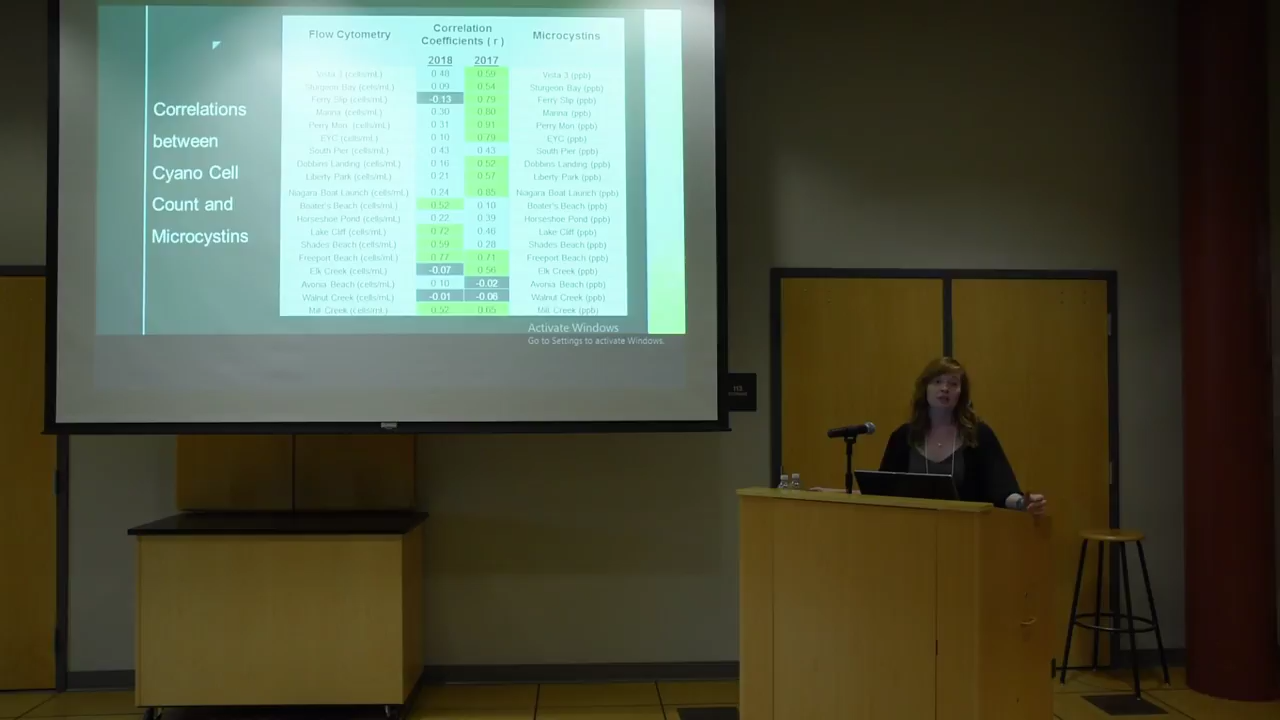 Correlations
between
Cyano Cell
Count and
Microcystins
Flow Cytometry Correlation Coefficients ( r ) Microcystins
2018 2017
Vista 3 (cells/mL) 0.48 0.59 Vista 3 (ppb)
Sturgeon Bay (cells/mL) 0.09 0.54 Sturgeon Bay (ppb)
Ferry Slip (cells/mL) -0.13 0.79 Ferry Slip (ppb)
Marina (cells/mL) 0.30 0.80 Marina (ppb)
Perry Mon. (cells/mL) 0.31 0.91 Perry Mon (ppb)
EYC (cells/mL) 0.10 0.79 EYC (ppb)
South Pier (cells/mL) 0.43 0.43 South Pier (ppb)
Dobbins Landing (cells/mL) 0.16 0.52 Dobbins Landing (ppb)
Liberty Park (cells/mL) 0.21 0.57 Liberty Park (ppb)
Niagara Boat Launch (cells/mL) 0.24 0.85 Niagara Boat Launch (ppb)
Boater's Beach (cells/mL) 0.52 0.10 Boater's Beach (ppb)
Horseshoe Pond (cells/mL) 0.22 0.39 Horseshoe Pond (ppb)
Lake Cliff (cells/mL) 0.72 0.46 Lake Cliff (ppb)
Shades Beach (cells/mL) 0.59 0.28 Shades Beach (ppb)
Freeport Beach (cells/mL) 0.77 0.71 Freeport Beach (ppb)
Elk Creek (cells/mL) -0.07 0.56 Elk Creek (ppb)
Avonia Beach (cells/mL) 0.10 -0.02 Avonia Beach (ppb)
Walnut Creek (cells/mL) -0.01 -0.06 Walnut Creek (ppb)
Mill Creek (cells/mL) 0.52 0.65 Mill Creek (ppb)
Activate Windows
Go to Settings to activate Windows.